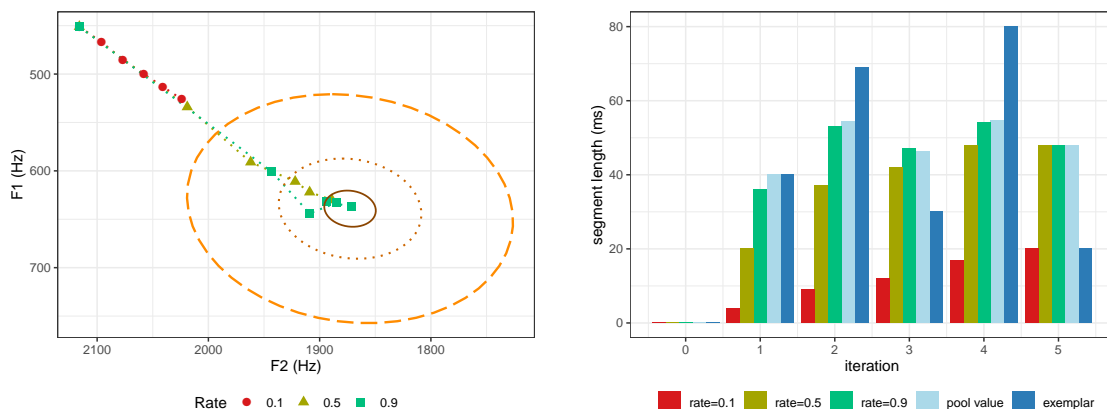 500
600
700
F1 (Hz)
2100
2000
1900
1800
F2 (Hz)
Rate 0.1 0.5 0.9
80
60
40
20
0
segment length (ms)
0 1 2 3 4 5
iteration
rate=0.1 rate=0.5 rate=0.9 pool value exemplar